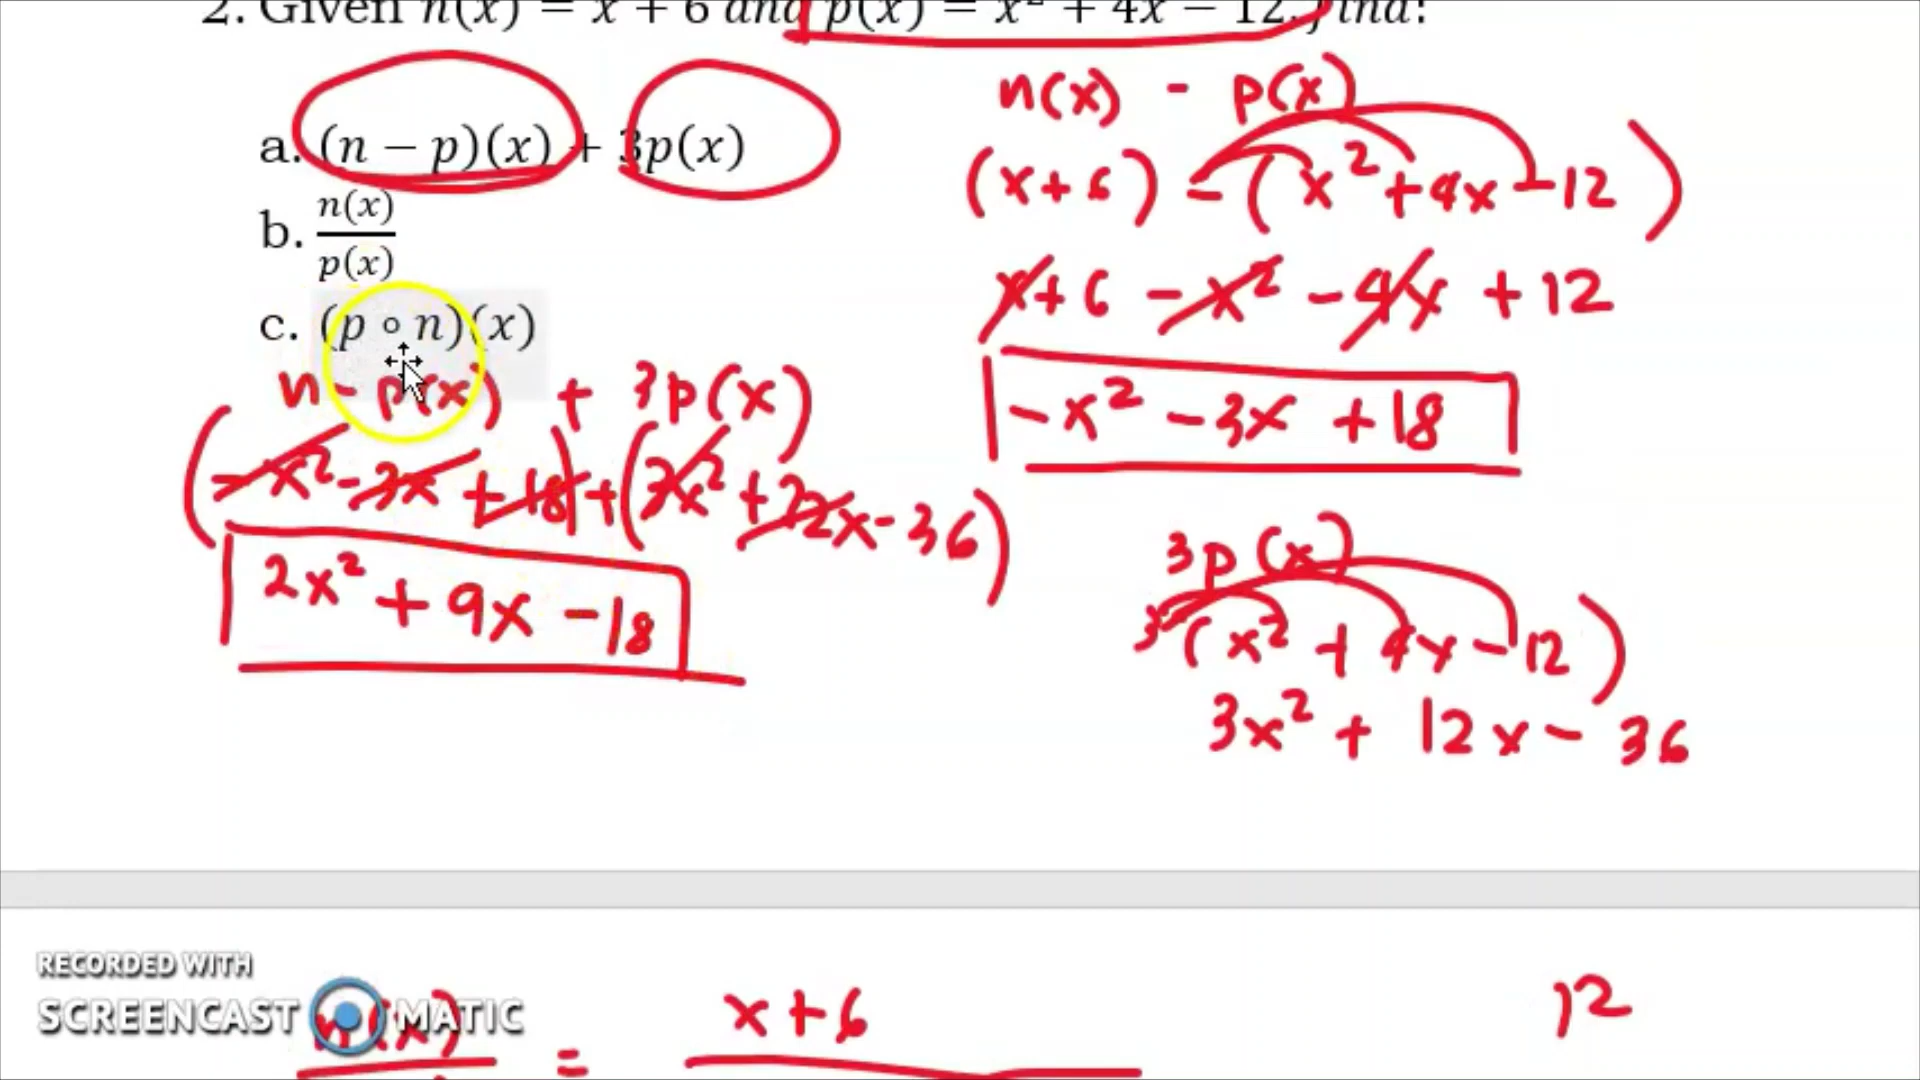 2. Given n(x) = x + 6 and p(x) = x² + 4x − 12. find:
a. (n − p)(x) + 3p(x)
b. n(x)
p(x)
c. (p ∘ n)(x)
n(x) - p(x)
(x+6) - (x²+4x-12)
x+6 -x² -4x +12
-x² -3x +18
n - p(x) + 3p(x)
(-x²-3x+18)+(3x²+12x-36)
2x² + 9x -18
3p(x)
3(x² + 4x - 12)
3x² + 12x - 36
RECORDED WITH
SCREENCAST MATIC
n(x) = x+6
12